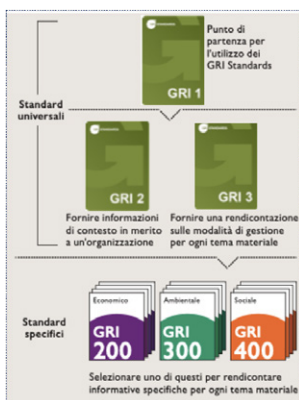 Punto di
partenza per
l'utilizzo dei
GRI Standards
GRI 1
Standard
universali
GRI 2
GRI 3
Fornire informazioni
di contesto in merito
a un'organizzazione
Fornire una rendicontazione
sulle modalità di gestione
per ogni tema materiale
Standard
specifici
Economico
GRI
200
Ambientale
GRI
300
Sociale
GRI
400
Selezionare uno di questi per rendicontare
informative specifiche per ogni tema materiale